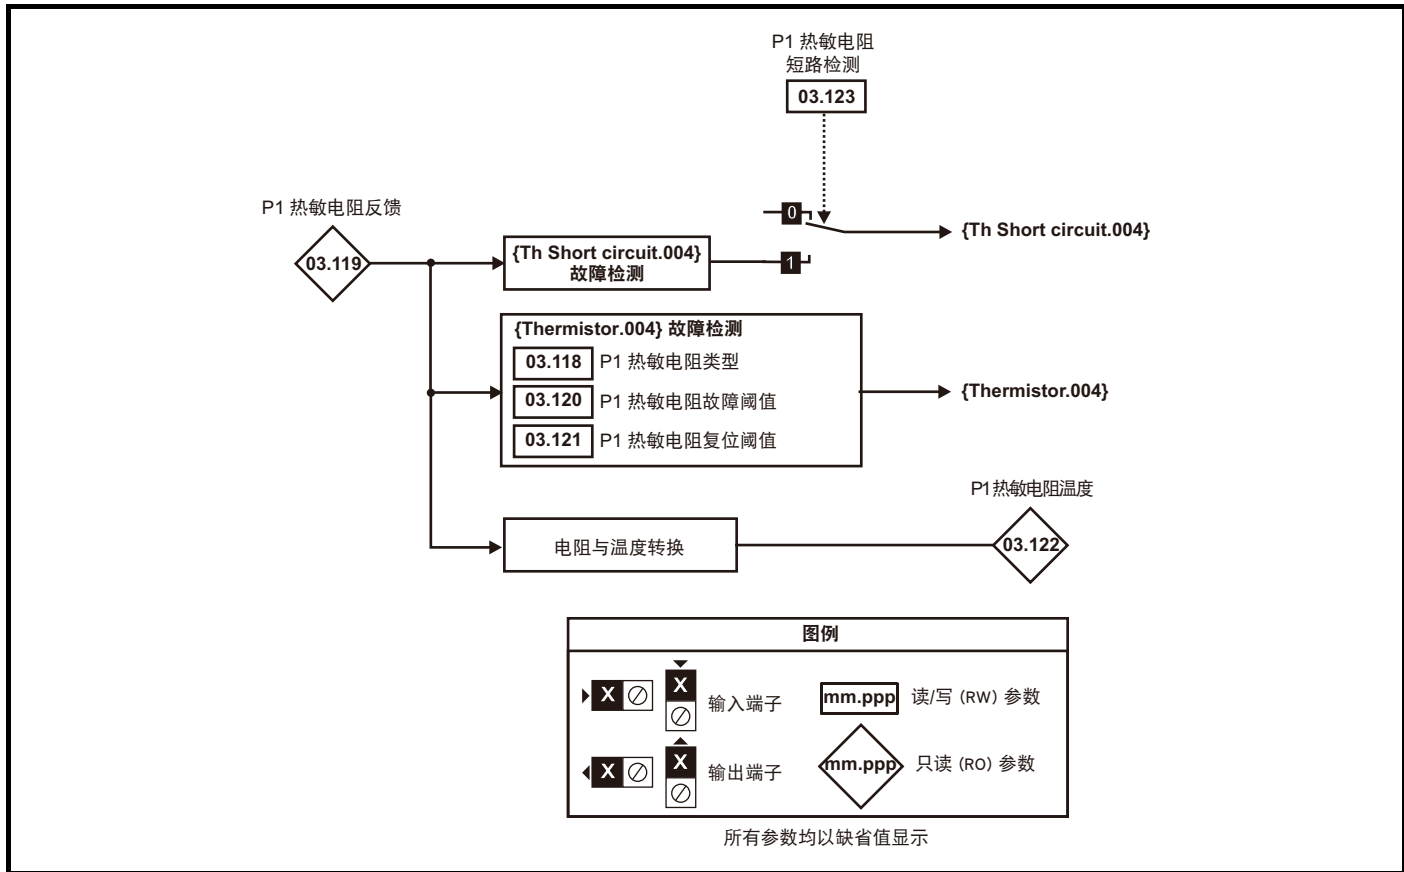 P1 热敏电阻
短路检测
03.123
P1 热敏电阻反馈
03.119
0
1
{Th Short circuit.004}
{Th Short circuit.004}
故障检测
{Thermistor.004} 故障检测
03.118 P1 热敏电阻类型
03.120 P1 热敏电阻故障阈值
03.121 P1 热敏电阻复位阈值
{Thermistor.004}
P1热敏电阻温度
电阻与温度转换
03.122
图例
X X 输入端子 mm.ppp 读/写 (RW) 参数
X X 输出端子 mm.ppp 只读 (RO) 参数
所有参数均以缺省值显示